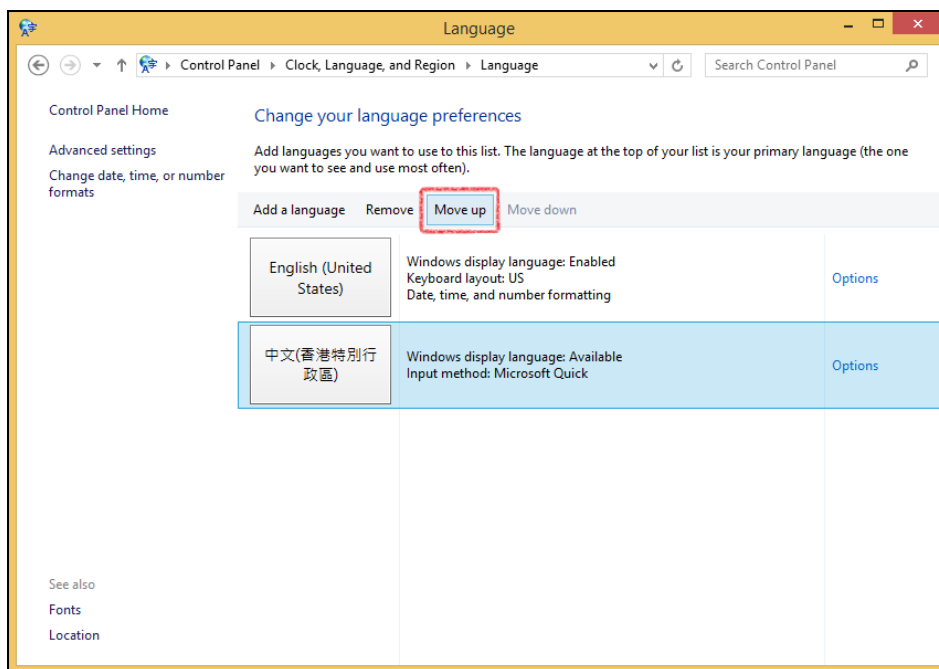 Language
Control Panel Clock, Language, and Region Language Search Control Panel
Control Panel Home
Change your language preferences
Advanced settings
Change date, time, or number
formats
Add languages you want to use to this list. The language at the top of your list is your primary language (the one
you want to see and use most often).
Add a language Remove Move up Move down
English (United
States)
Windows display language: Enabled
Keyboard layout: US
Date, time, and number formatting
Options
中文(香港特別行
政區)
Windows display language: Available
Input method: Microsoft Quick
Options
See also
Fonts
Location